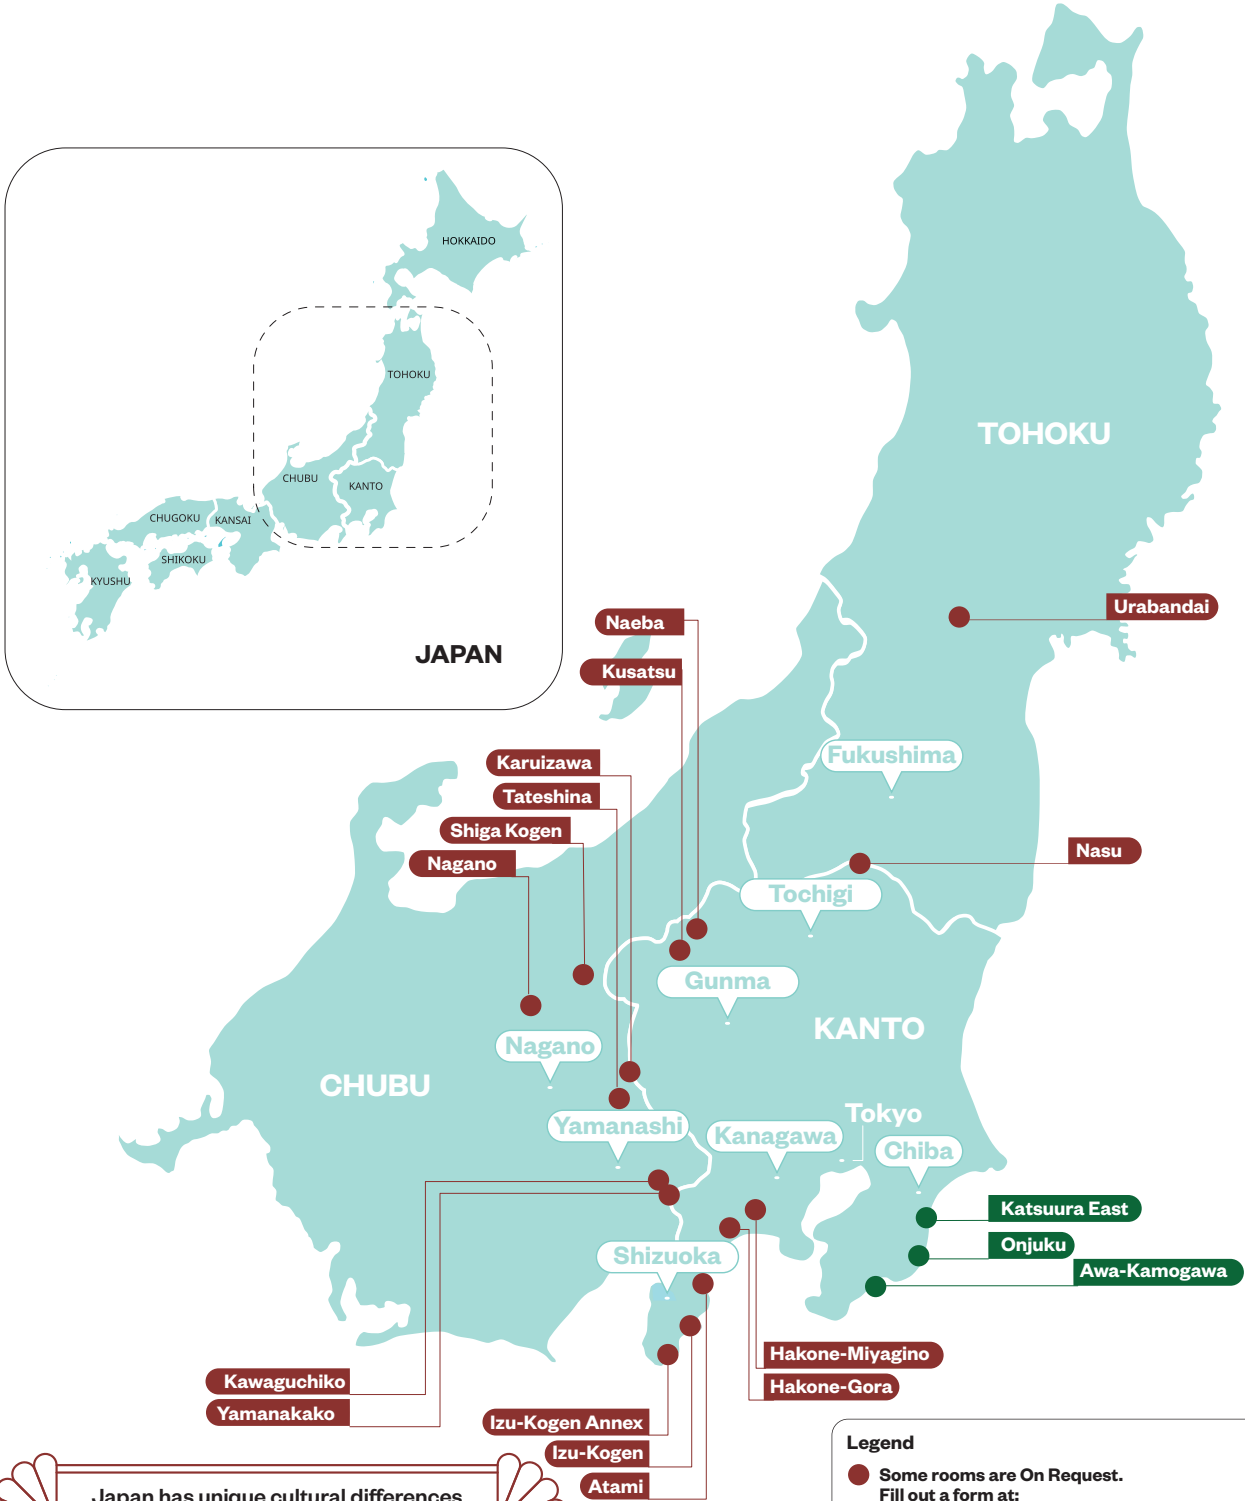 HOKKAIDO
TOHOKU
CHUBU
KANTO
CHUGOKU
KANSAI
SHIKOKU
KYUSHU
JAPAN
TOHOKU
Urabandai
Naeba
Kusatsu
Fukushima
Karuizawa
Tateshina
Shiga Kogen
Nagano
Nasu
Tochigi
Gunma
KANTO
Nagano
CHUBU
Tokyo
Yamanashi
Kanagawa
Chiba
Katsuura East
Onjuku
Awa-Kamogawa
Shizuoka
Hakone-Miyagino
Hakone-Gora
Kawaguchiko
Yamanakako
Izu-Kogen Annex
Izu-Kogen
Atami
Legend
Some rooms are On Request.
Fill out a form at:
Japan has unique cultural differences